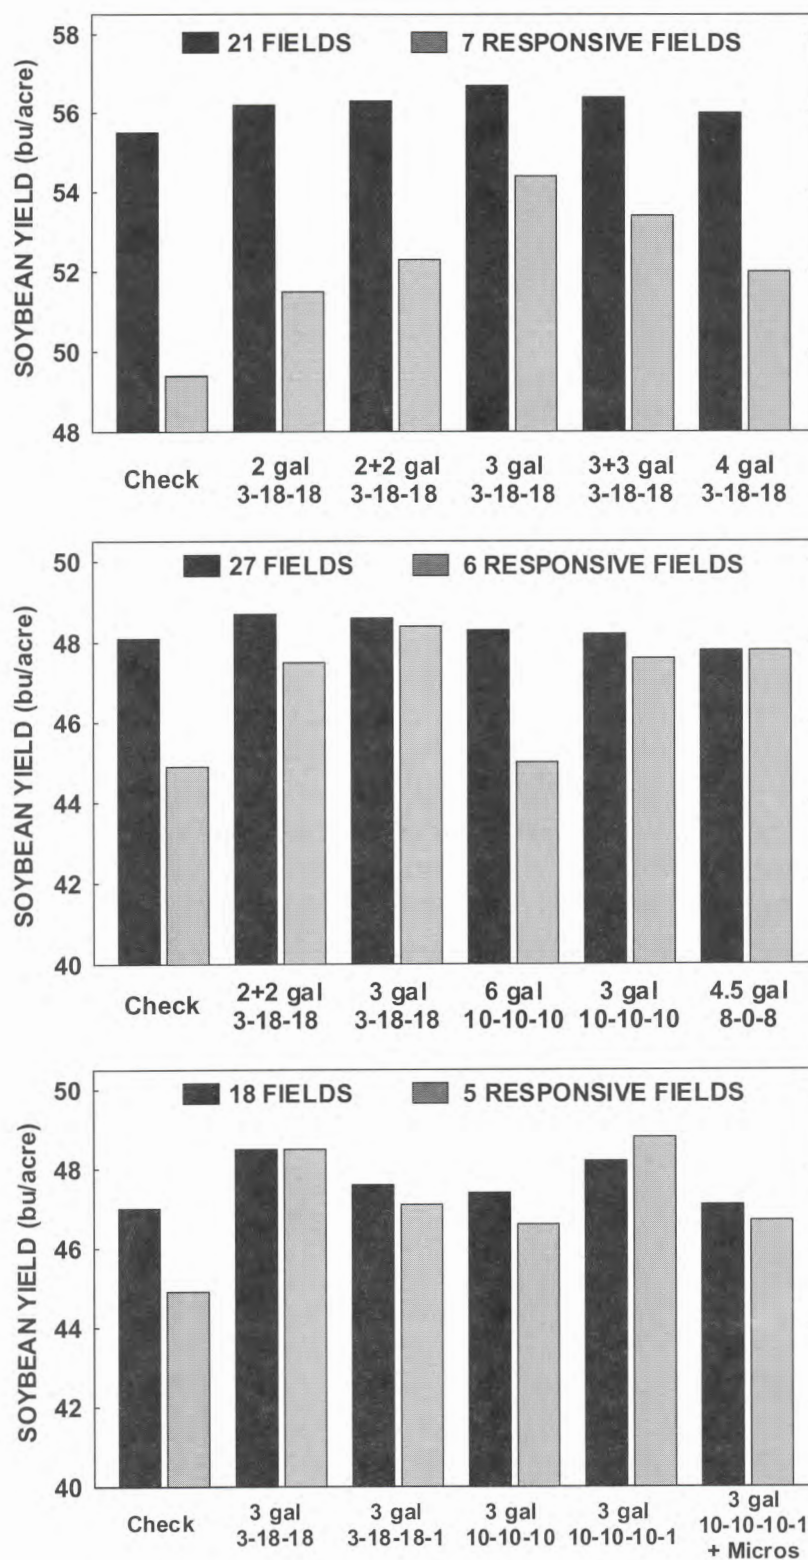 SOYBEAN YIELD (bu/acre)
58
56
54
52
50
48
21 FIELDS 7 RESPONSIVE FIELDS
Check 2 gal 2+2 gal 3 gal 3+3 gal 4 gal
3-18-18 3-18-18 3-18-18 3-18-18 3-18-18
SOYBEAN YIELD (bu/acre)
50
48
46
44
42
40
27 FIELDS 6 RESPONSIVE FIELDS
Check 2+2 gal 3 gal 6 gal 3 gal 4.5 gal
3-18-18 3-18-18 10-10-10 10-10-10 8-0-8
SOYBEAN YIELD (bu/acre)
50
48
46
44
42
40
18 FIELDS 5 RESPONSIVE FIELDS
Check 3 gal 3 gal 3 gal 3 gal 3 gal
3-18-18 3-18-18-1 10-10-10 10-10-10-1 10-10-10-1
+ Micros